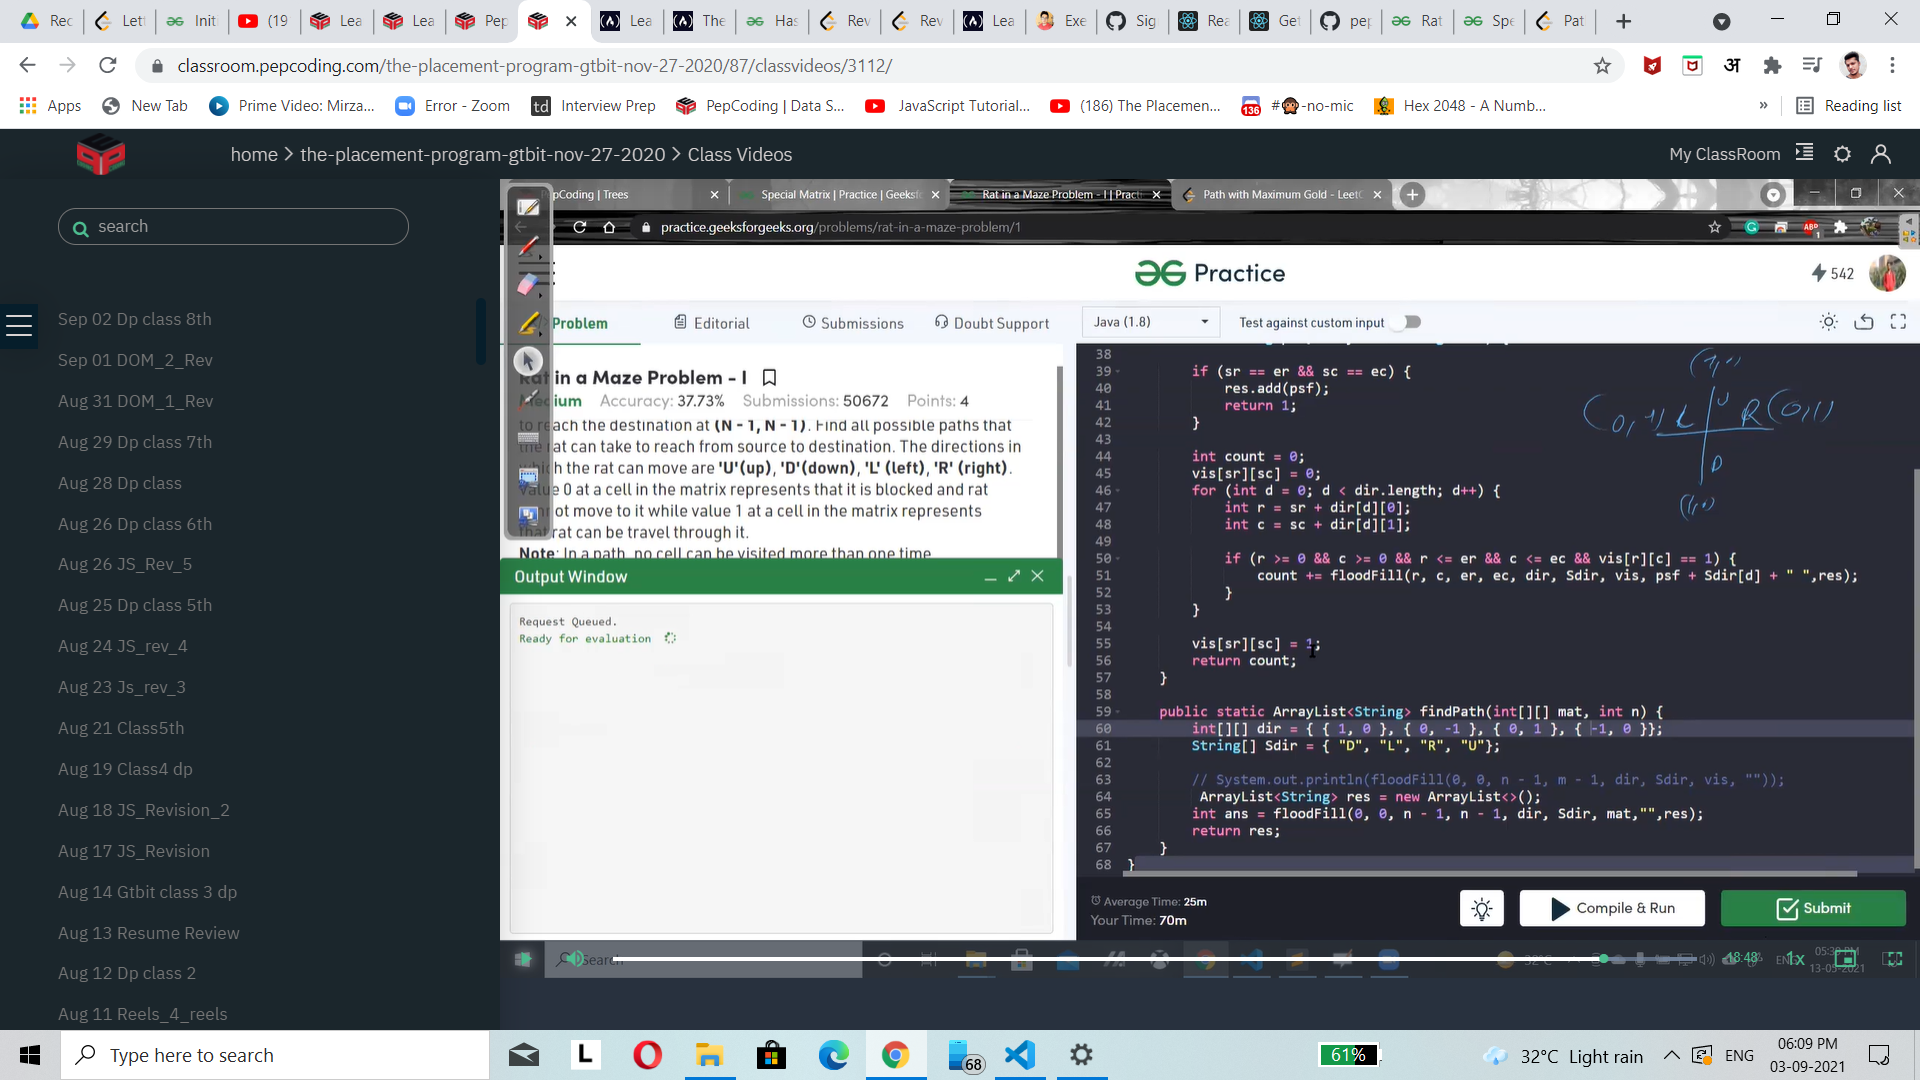 Rec
Let
Init
(19
Lea
Lea
Pep
Lea
The
Has
Rev
Rev
Lea
Exe
Sig
Rea
Get
pep
Rat
Spe
Pat
classroom.pepcoding.com/the-placement-program-gtbit-nov-27-2020/87/classvideos/3112/
Apps
New Tab
Prime Video: Mirza...
Error - Zoom
Interview Prep
PepCoding | Data S...
JavaScript Tutorial...
(186) The Placemen...
136
#🙊-no-mic
Hex 2048 - A Numb...
»
Reading list
home > the-placement-program-gtbit-nov-27-2020 > Class Videos
My ClassRoom
search
Sep 02 Dp class 8th
Sep 01 DOM_2_Rev
Aug 31 DOM_1_Rev
Aug 29 Dp class 7th
Aug 28 Dp class
Aug 26 Dp class 6th
Aug 26 JS_Rev_5
Aug 25 Dp class 5th
Aug 24 JS_rev_4
Aug 23 Js_rev_3
Aug 21 Class5th
Aug 19 Class4 dp
Aug 18 JS_Revision_2
Aug 17 JS_Revision
Aug 14 Gtbit class 3 dp
Aug 13 Resume Review
Aug 12 Dp class 2
Aug 11 Reels_4_reels
pCoding | Trees
Special Matrix | Practice | Geeksfo
Rat in a Maze Problem - I | Pract
Path with Maximum Gold - LeetC
practice.geeksforgeeks.org/problems/rat-in-a-maze-problem/1
Practice
542
Problem
Editorial
Submissions
Doubt Support
Java (1.8)
Test against custom input
Rat in a Maze Problem - I
Medium Accuracy: 37.73% Submissions: 50672 Points: 4
to reach the destination at (N - 1, N - 1). Find all possible paths that
the rat can take to reach from source to destination. The directions in
which the rat can move are 'U'(up), 'D'(down), 'L' (left), 'R' (right).
Value 0 at a cell in the matrix represents that it is blocked and rat
not move to it while value 1 at a cell in the matrix represents
that rat can be travel through it.
Note: In a path, no cell can be visited more than one time.
Output Window
Request Queued.
Ready for evaluation
38
39 if (sr == er && sc == ec) {
40 res.add(psf);
41 return 1;
42 }
43
44 int count = 0;
45 vis[sr][sc] = 0;
46 for (int d = 0; d < dir.length; d++) {
47 int r = sr + dir[d][0];
48 int c = sc + dir[d][1];
49
50 if (r >= 0 && c >= 0 && r <= er && c <= ec && vis[r][c] == 1) {
51 count += floodFill(r, c, er, ec, dir, Sdir, vis, psf + Sdir[d] + " ",res);
52 }
53 }
54
55 vis[sr][sc] = 1;
56 return count;
57 }
58
59 public static ArrayList<String> findPath(int[][] mat, int n) {
60 int[][] dir = { { 1, 0 }, { 0, -1 }, { 0, 1 }, { -1, 0 }};
61 String[] Sdir = { "D", "L", "R", "U"};
62
63 // System.out.println(floodFill(0, 0, n - 1, m - 1, dir, Sdir, vis, ""));
64 ArrayList<String> res = new ArrayList<>();
65 int ans = floodFill(0, 0, n - 1, n - 1, dir, Sdir, mat,"",res);
66 return res;
67 }
68 }
U
(0,-1) L R (0,1)
D
Average Time: 25m
Your Time: 70m
Compile & Run
Submit
Search
32°C
ENG
05:39 PM
13-05-2021
-18:48
1x
Type here to search
L
68
61%
32°C Light rain
ENG
06:09 PM
03-09-2021